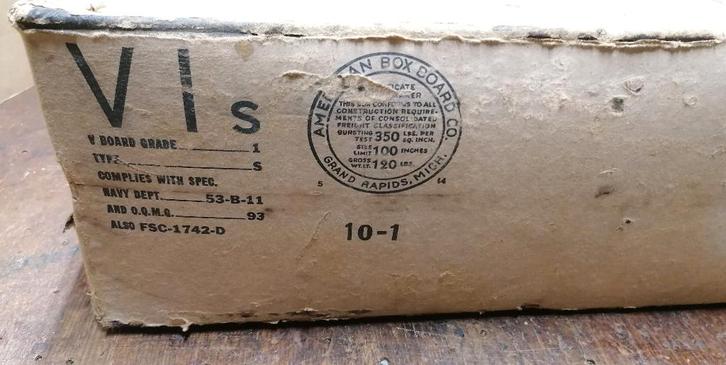 V1s
V BOARD GRADE 1
TYPE S
COMPLIES WITH SPEC.
NAVY DEPT. 53-B-11
AND O.Q.M.G. 93
ALSO FSC-1742-D
BOX BOARD CO.
THIS BOX CONFORMS TO ALL
CONSTRUCTION REQUIRE-
MENTS OF CONSOLIDATED
FREIGHT CLASSIFICATION
BURSTING TEST 350 LBS. PER SQ. INCH.
SIZE LIMIT 100 INCHES
GROSS WT. LT. 120 LBS.
GRAND RAPIDS, MICH.
5 44
10-1